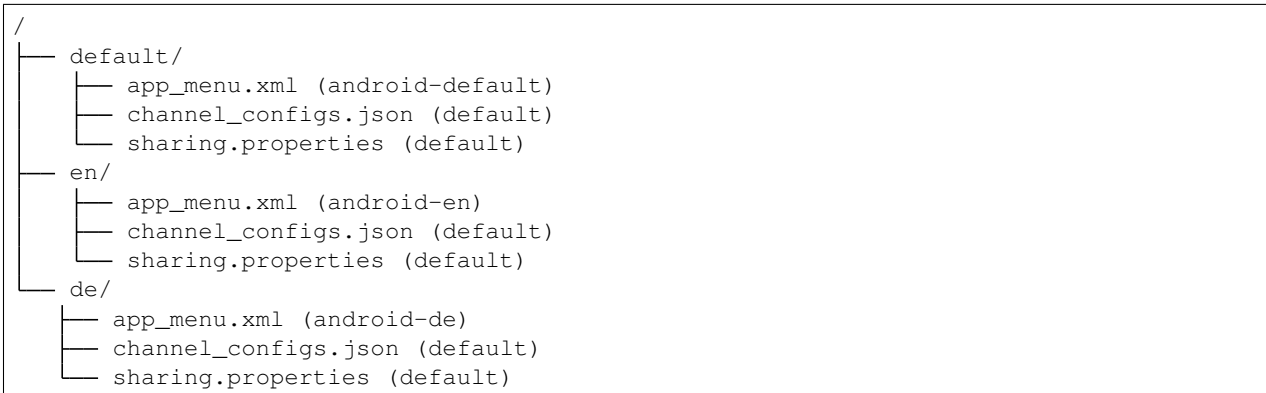 /
├── default/
│   ├── app_menu.xml (android-default)
│   ├── channel_configs.json (default)
│   └── sharing.properties (default)
├── en/
│   ├── app_menu.xml (android-en)
│   ├── channel_configs.json (default)
│   └── sharing.properties (default)
└── de/
   ├── app_menu.xml (android-de)
   ├── channel_configs.json (default)
   └── sharing.properties (default)